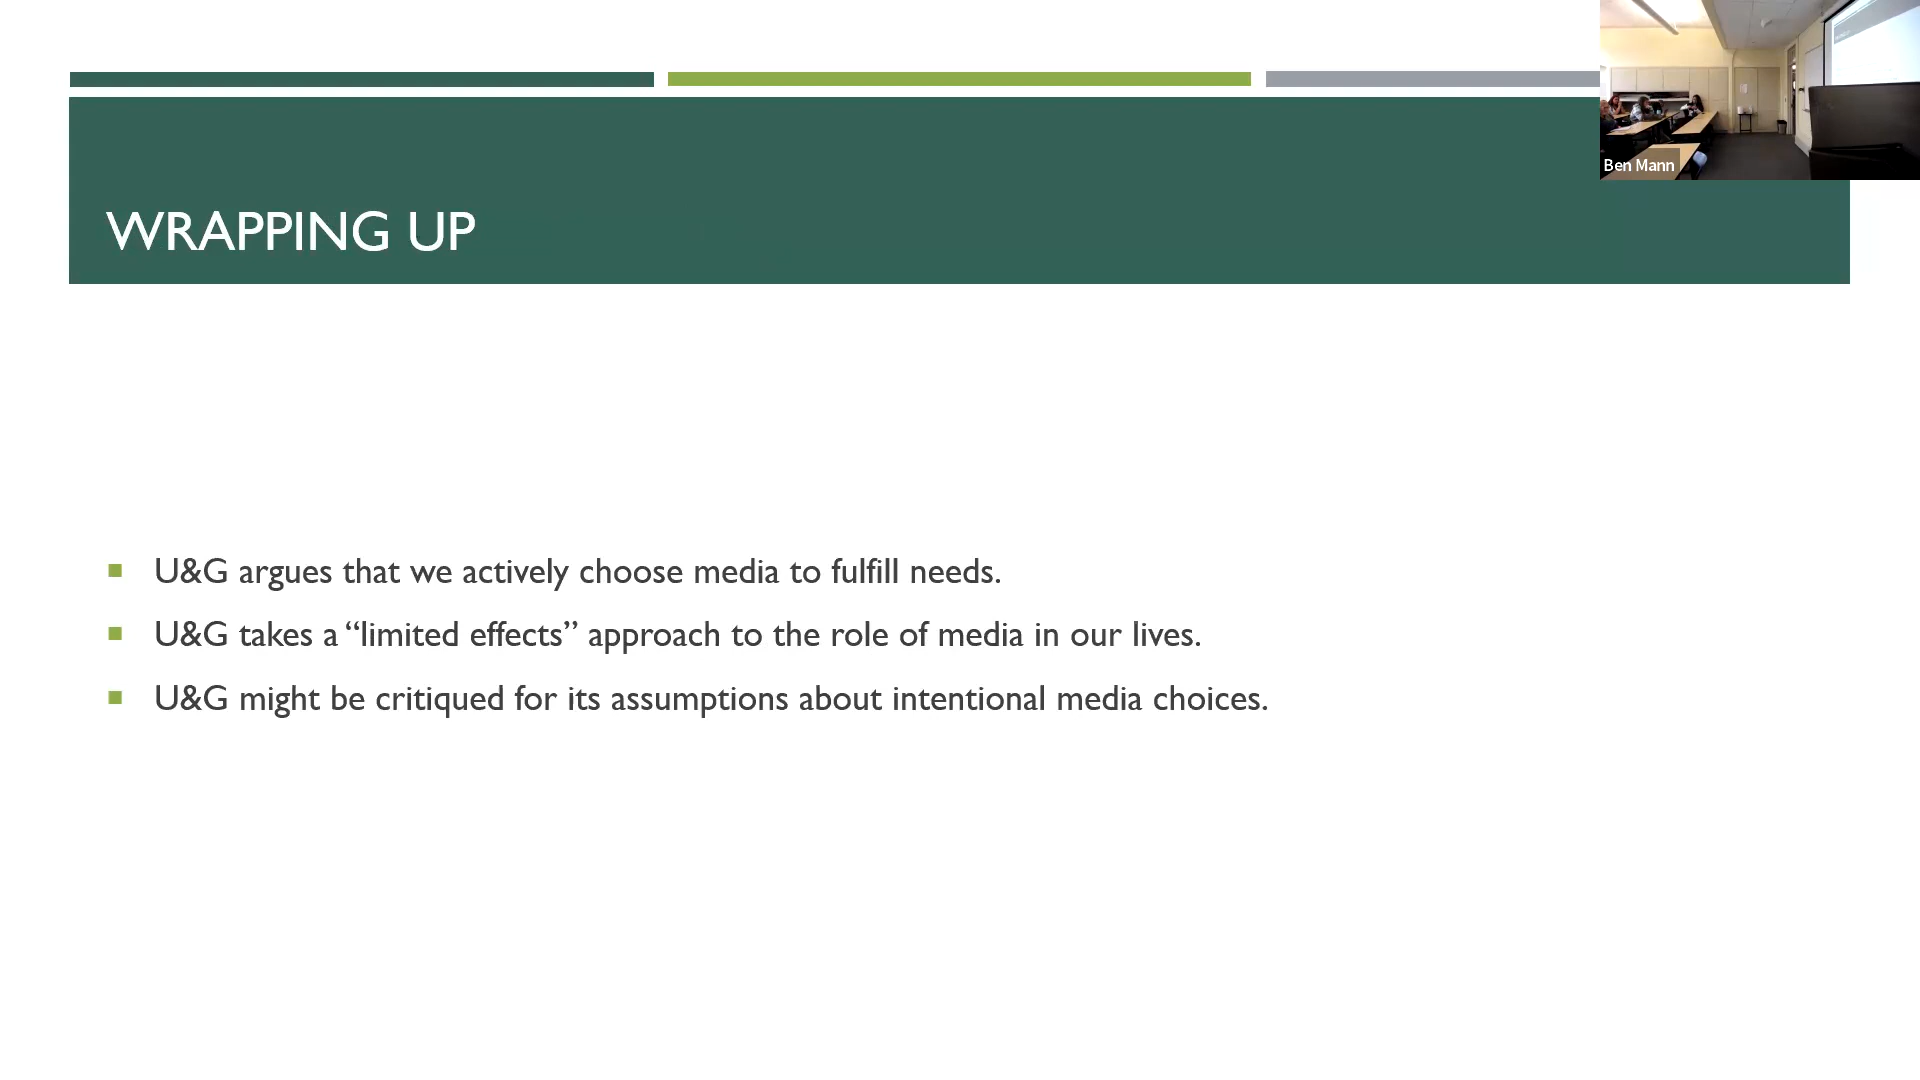 Ben Mann
WRAPPING UP
U&G argues that we actively choose media to fulfill needs.
U&G takes a “limited effects” approach to the role of media in our lives.
U&G might be critiqued for its assumptions about intentional media choices.